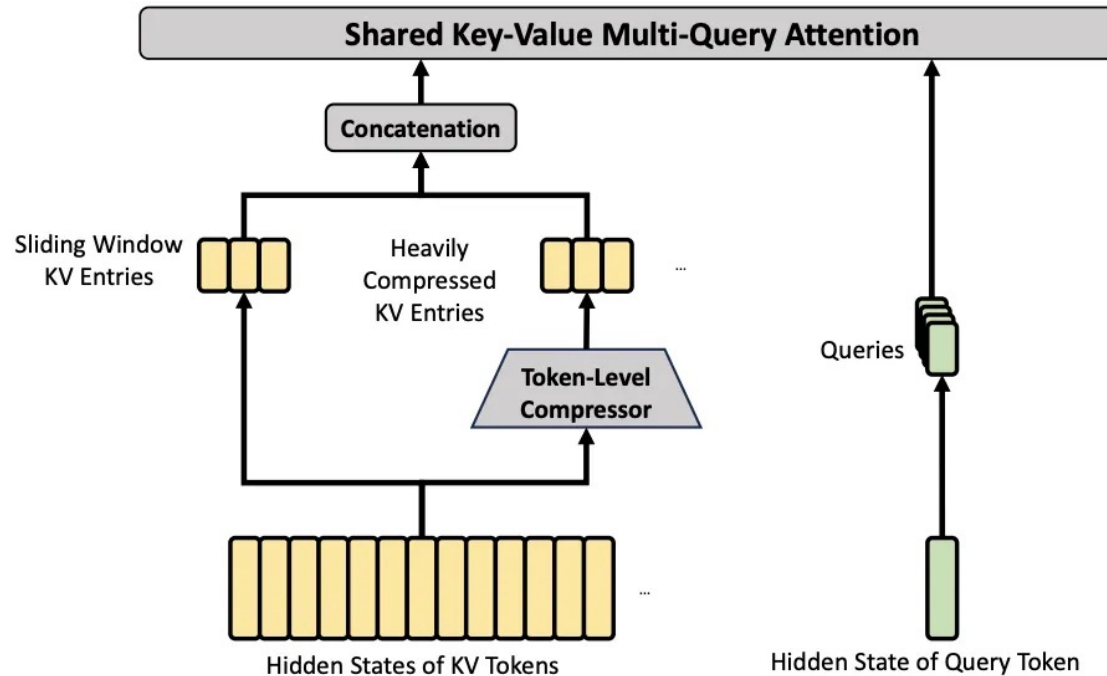 Shared Key-Value Multi-Query Attention
Concatenation
Sliding Window
KV Entries
Heavily
Compressed
KV Entries
...
Token-Level
Compressor
Queries
...
Hidden States of KV Tokens
Hidden State of Query Token